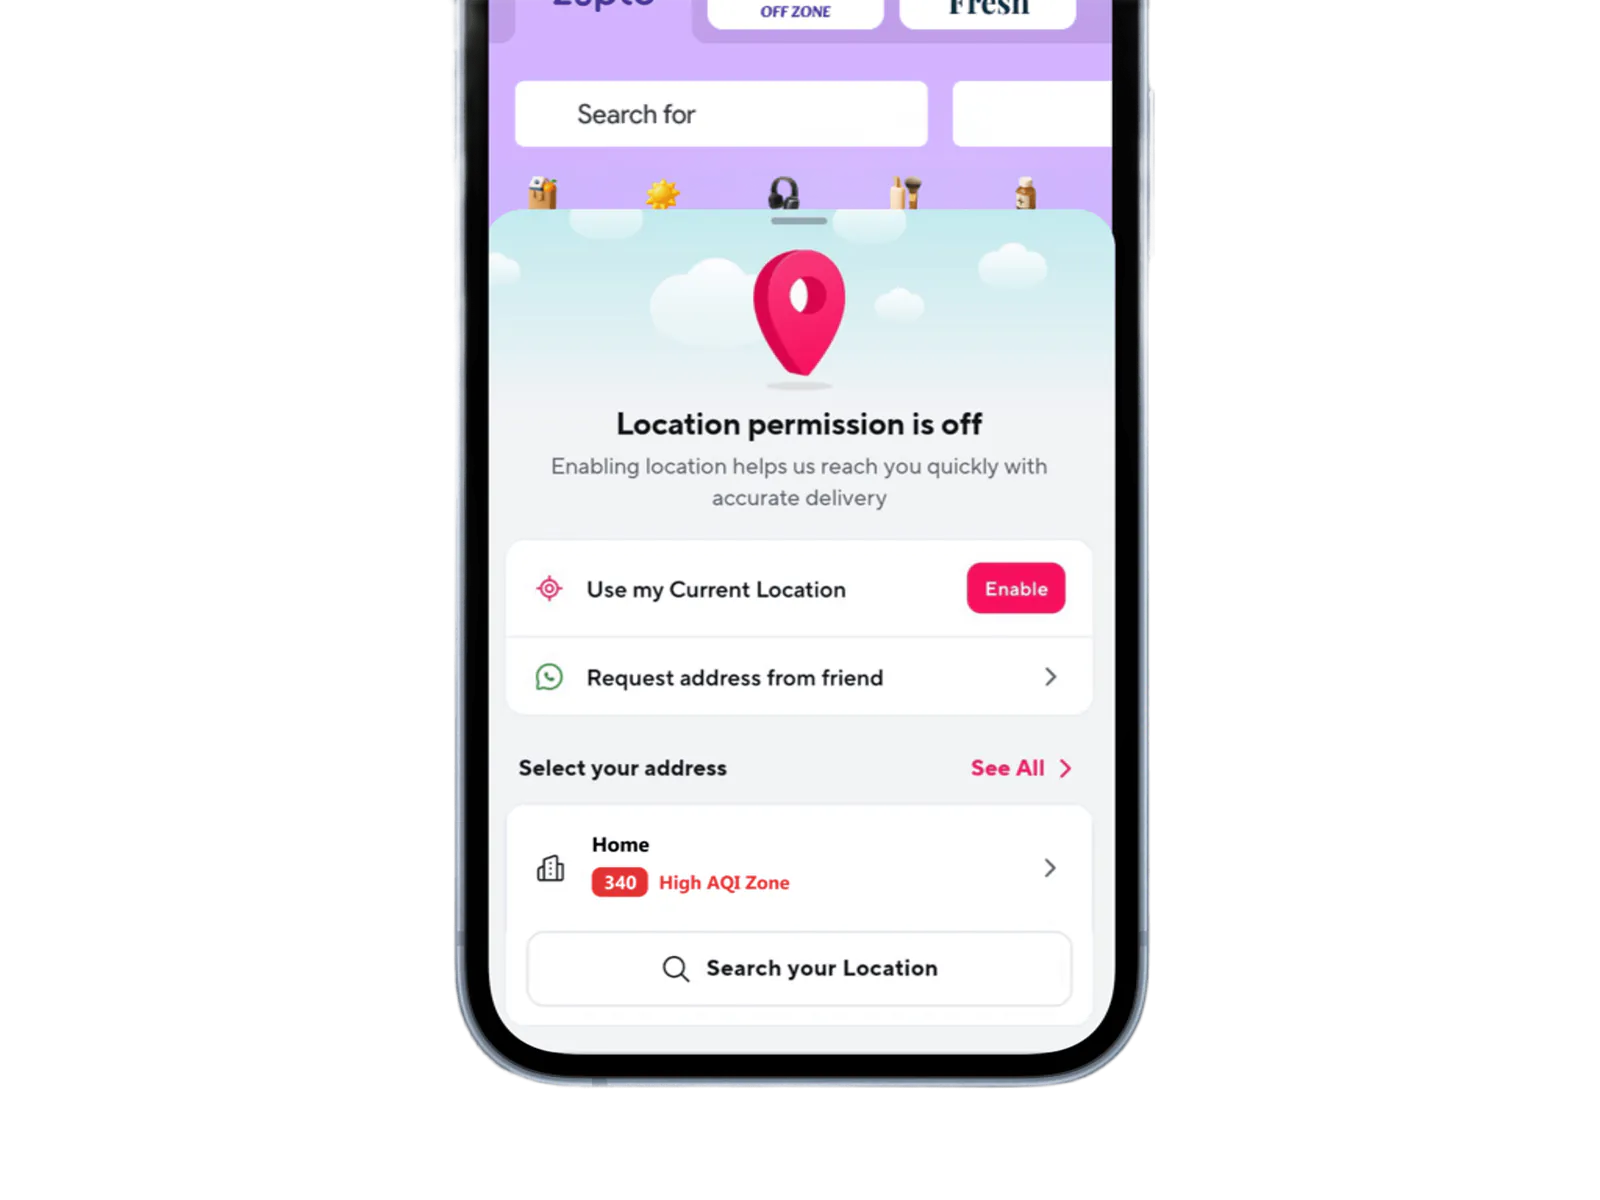 zepto
OFF ZONE
Fresh
Search for
Location permission is off
Enabling location helps us reach you quickly with
accurate delivery
Use my Current Location
Enable
Request address from friend
Select your address
See All
Home
340 High AQI Zone
Search your Location